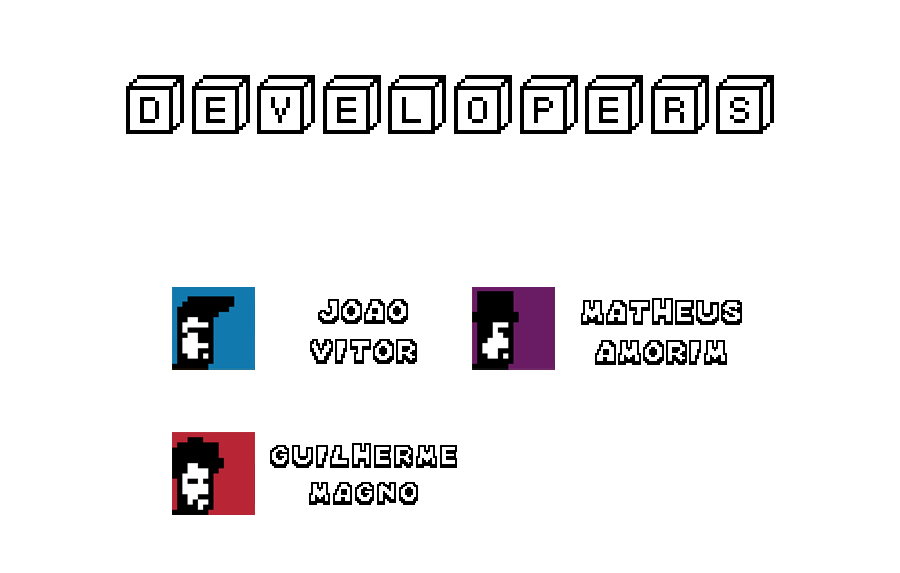 DEVELOPERS
JOAO
VITOR
MATHEUS
AMORIM
GUILHERME
MAGNO